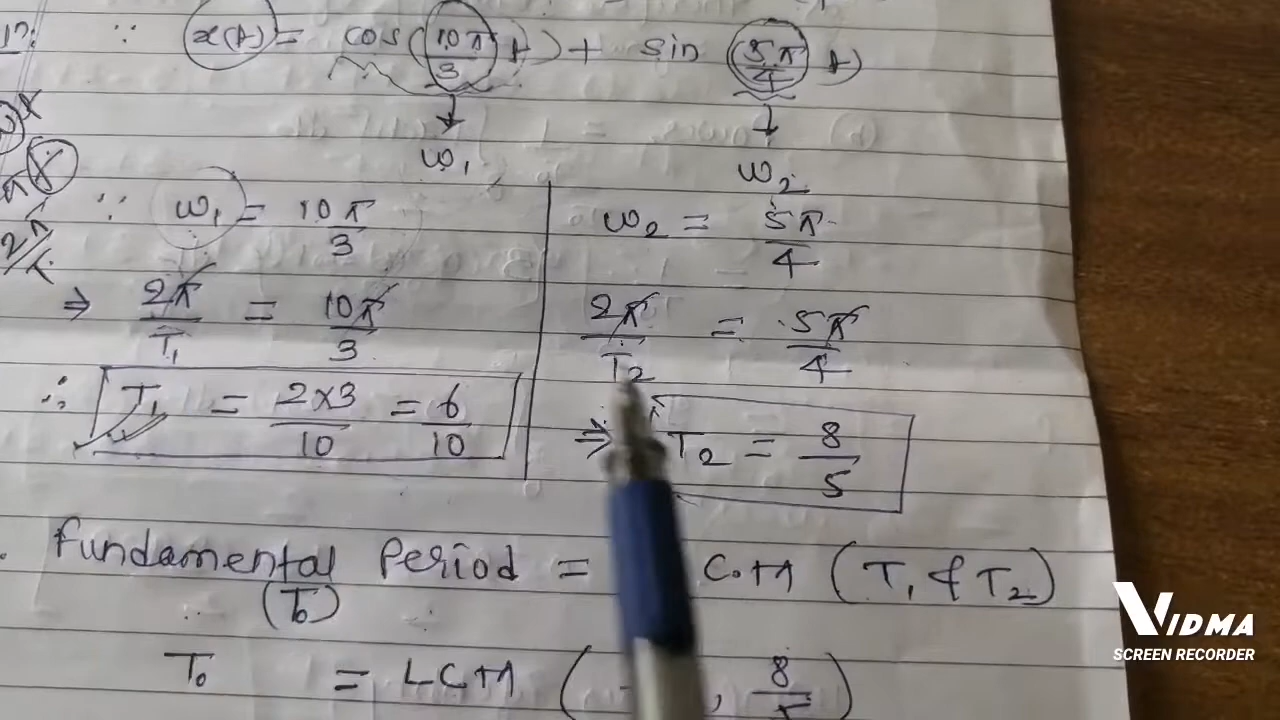 ∵ x(t) = cos(10π/3 t) + sin(5π/4 t)
ω₁ ω₂
∵ ω₁ = 10π/3
⇒ 2π/T₁ = 10π/3
∴ T₁ = 2×3/10 = 6/10
ω₂ = 5π/4
2π/T₂ = 5π/4
⇒ T₂ = 8/5
Fundamental Period = C.M (T₁ & T₂)
(T₀)
T₀ = LCM ( , 8/5)
VIDMA
SCREEN RECORDER